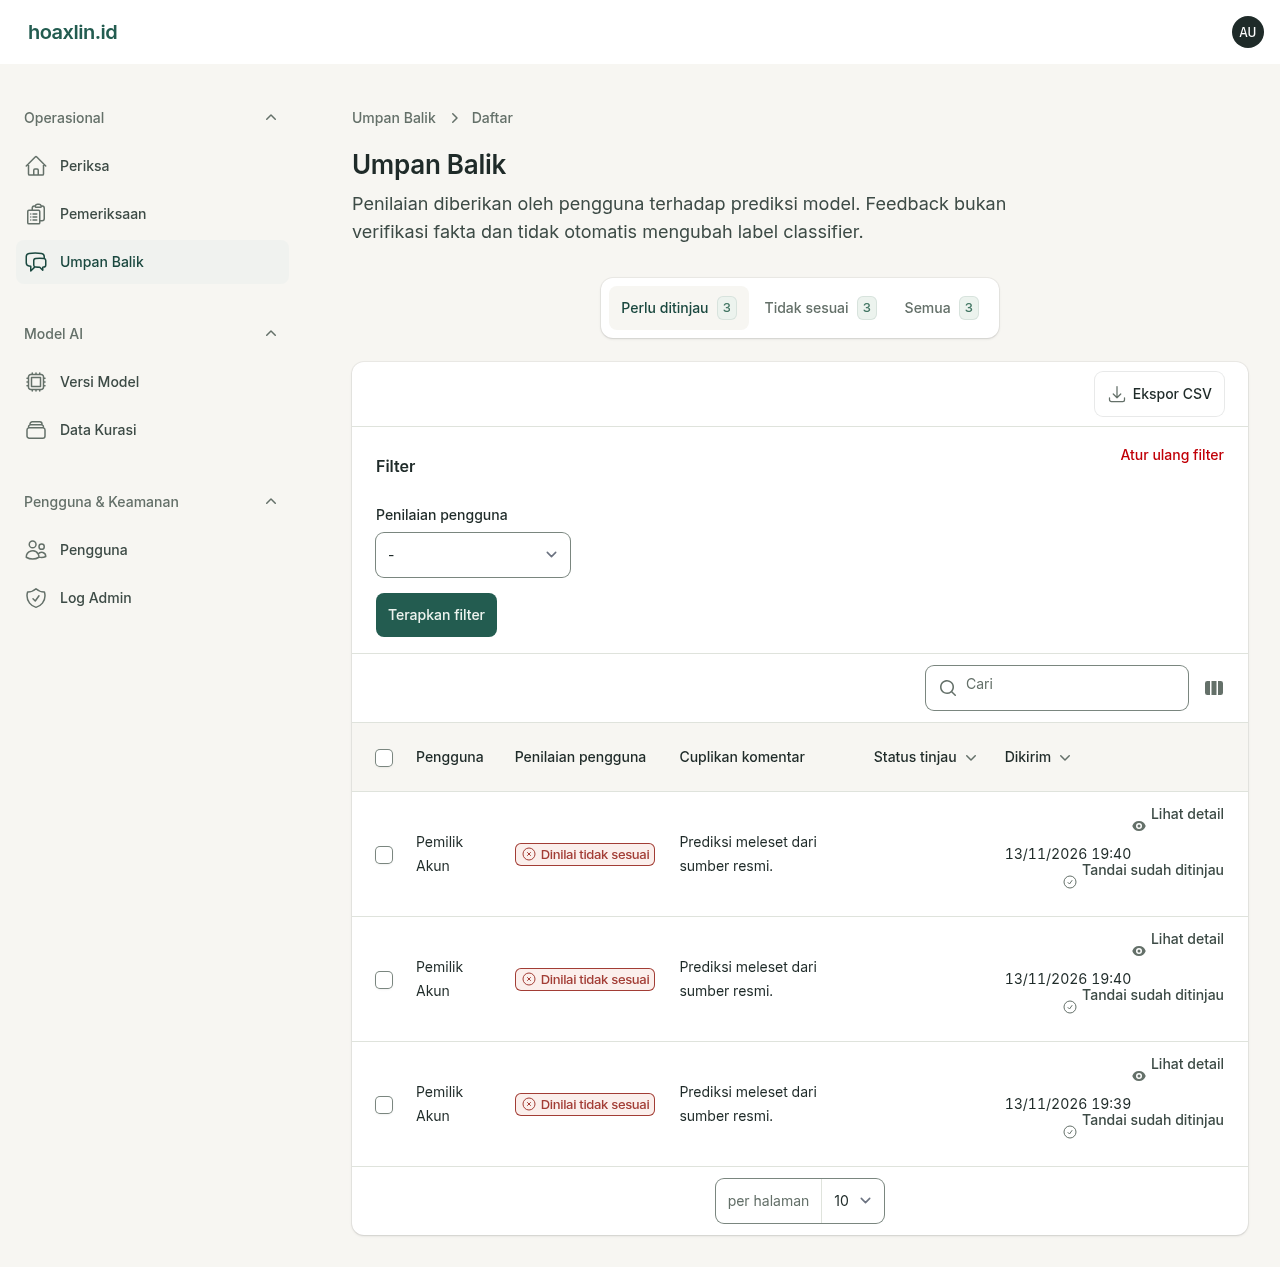 hoaxlin.id
AU
Operasional
Periksa
Pemeriksaan
Umpan Balik
Model AI
Versi Model
Data Kurasi
Pengguna & Keamanan
Pengguna
Log Admin
Umpan Balik
Daftar
Umpan Balik
Penilaian diberikan oleh pengguna terhadap prediksi model. Feedback bukan
verifikasi fakta dan tidak otomatis mengubah label classifier.
Perlu ditinjau 3
Tidak sesuai 3
Semua 3
Ekspor CSV
Filter
Atur ulang filter
Penilaian pengguna
-
Terapkan filter
Cari
Pengguna
Penilaian pengguna
Cuplikan komentar
Status tinjau
Dikirim
Pemilik
Akun
Dinilai tidak sesuai
Prediksi meleset dari
sumber resmi.
13/11/2026 19:40
Lihat detail
Tandai sudah ditinjau
Pemilik
Akun
Dinilai tidak sesuai
Prediksi meleset dari
sumber resmi.
13/11/2026 19:40
Lihat detail
Tandai sudah ditinjau
Pemilik
Akun
Dinilai tidak sesuai
Prediksi meleset dari
sumber resmi.
13/11/2026 19:39
Lihat detail
Tandai sudah ditinjau
per halaman 10